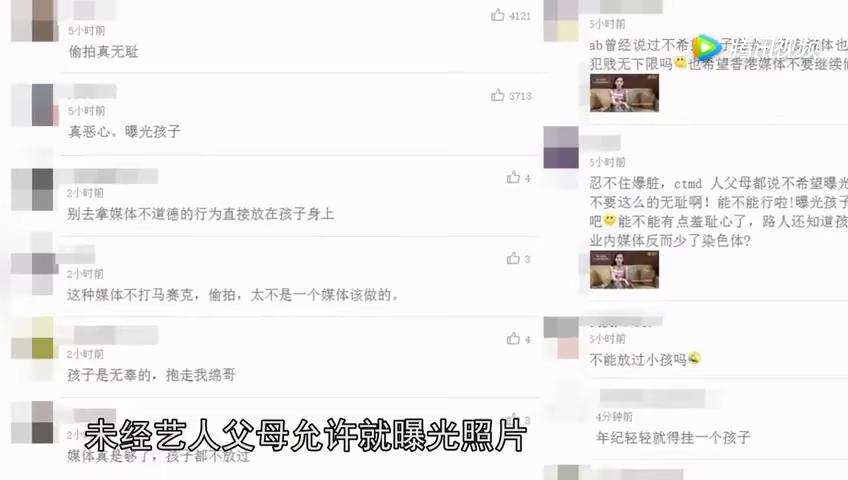 4121
5小时前
偷拍真无耻
3713
5小时前
真恶心。曝光孩子
4
2小时前
别去拿媒体不道德的行为直接放在孩子身上
3
2小时前
这种媒体不打马赛克，偷拍，太不是一个媒体该做的。
4
2小时前
孩子是无辜的，抱走我绵哥
3
媒体真是够了，孩子都不放过
腾讯视频
5小时前
ab曾经说过不希
体也
犯贱无下限吗
也希望香港媒体不要继续
5小时前
忍不住爆脏，ctmd 人父母都说不希望曝光
不要这么的无耻啊！能不能行啦!曝光孩子
吧
能不能有点羞耻心了，路人还知道孩
业内媒体反而少了染色体?
5小时前
不能放过小孩吗
4分钟前
年纪轻轻就得挂一个孩子
未经艺人父母允许就曝光照片